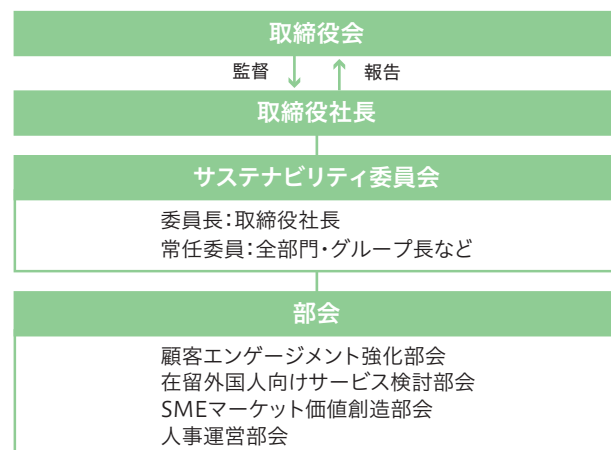 取締役会
監督 報告
取締役社長
サステナビリティ委員会
委員長：取締役社長
常任委員：全部門・グループ長など
部会
顧客エンゲージメント強化部会
在留外国人向けサービス検討部会
SMEマーケット価値創造部会
人事運営部会